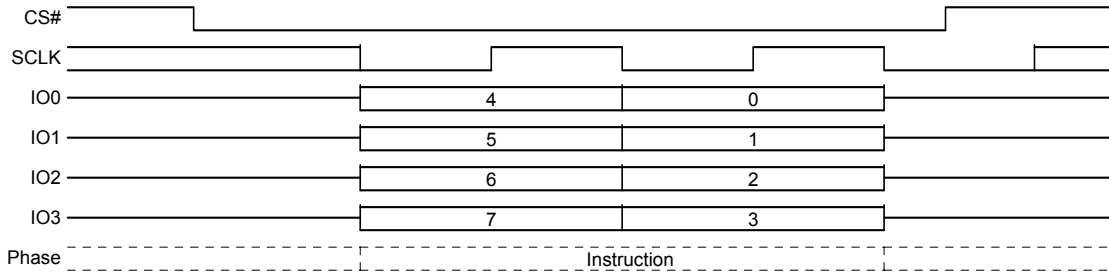 CS#
SCLK
IO0 4 0
IO1 5 1
IO2 6 2
IO3 7 3
Phase Instruction